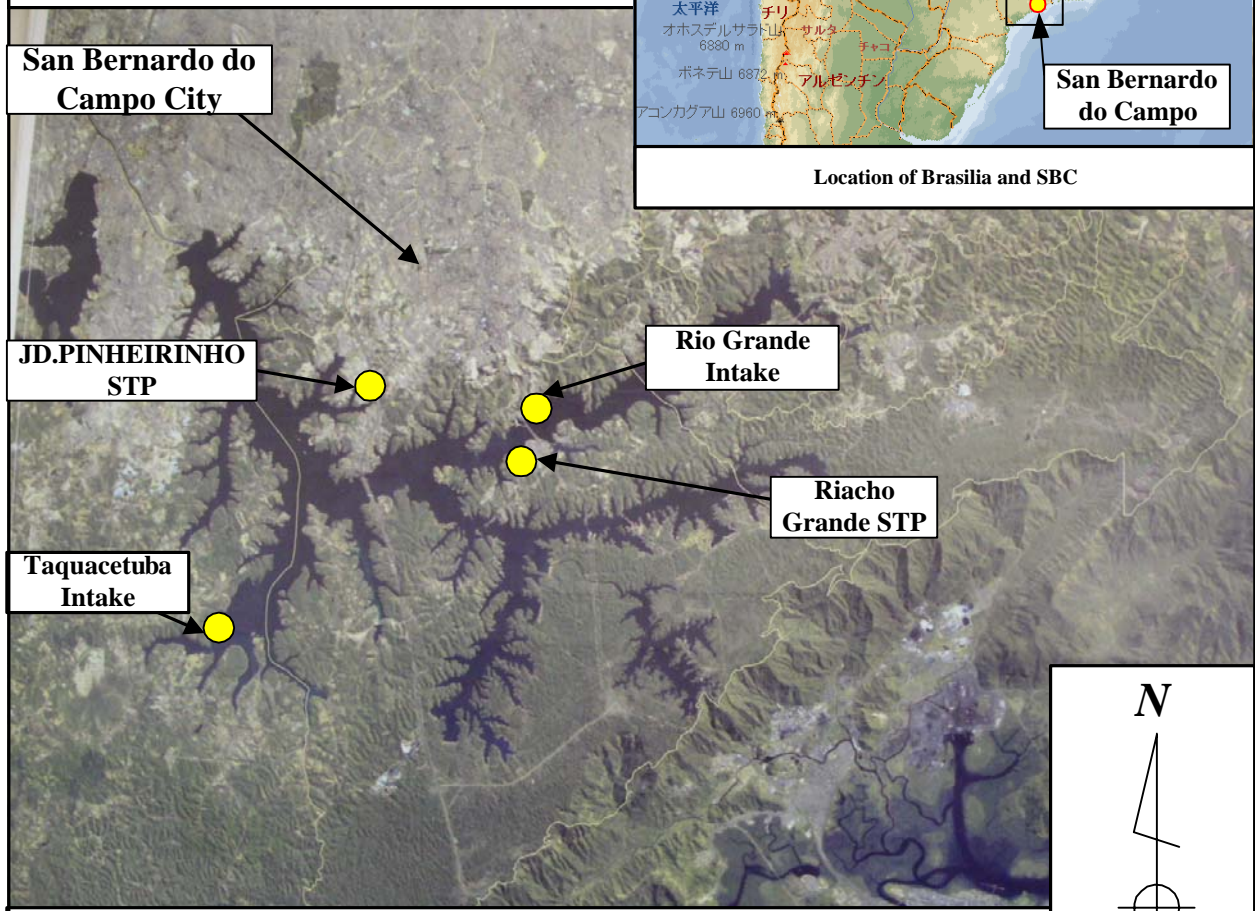 太平洋
チリ
オホスデルサラド山
6880 m
サルタ
チャコ
ボネテ山 6872 m
アルゼンチン
アコンカグア山 6960 m
San Bernardo
do Campo
Location of Brasilia and SBC
San Bernardo do
Campo City
JD.PINHEIRINHO
STP
Rio Grande
Intake
Riacho
Grande STP
Taquacetuba
Intake
N